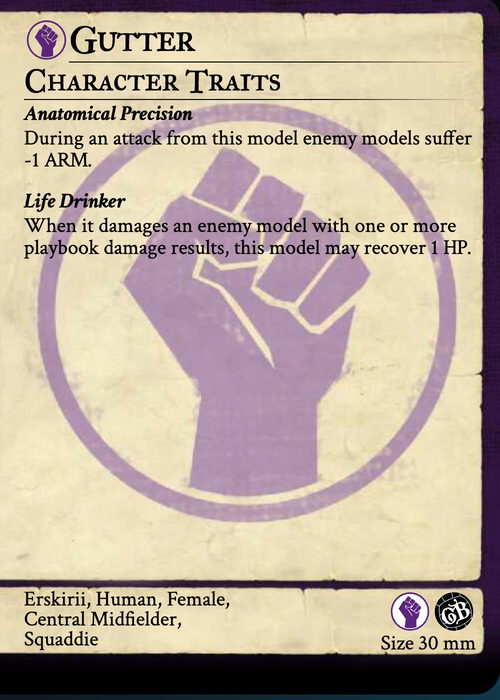 Gutter
Character Traits
Anatomical Precision
During an attack from this model enemy models suffer
-1 ARM.
Life Drinker
When it damages an enemy model with one or more
playbook damage results, this model may recover 1 HP.
Erskirii, Human, Female,
Central Midfielder,
Squaddie
GB
Size 30 mm